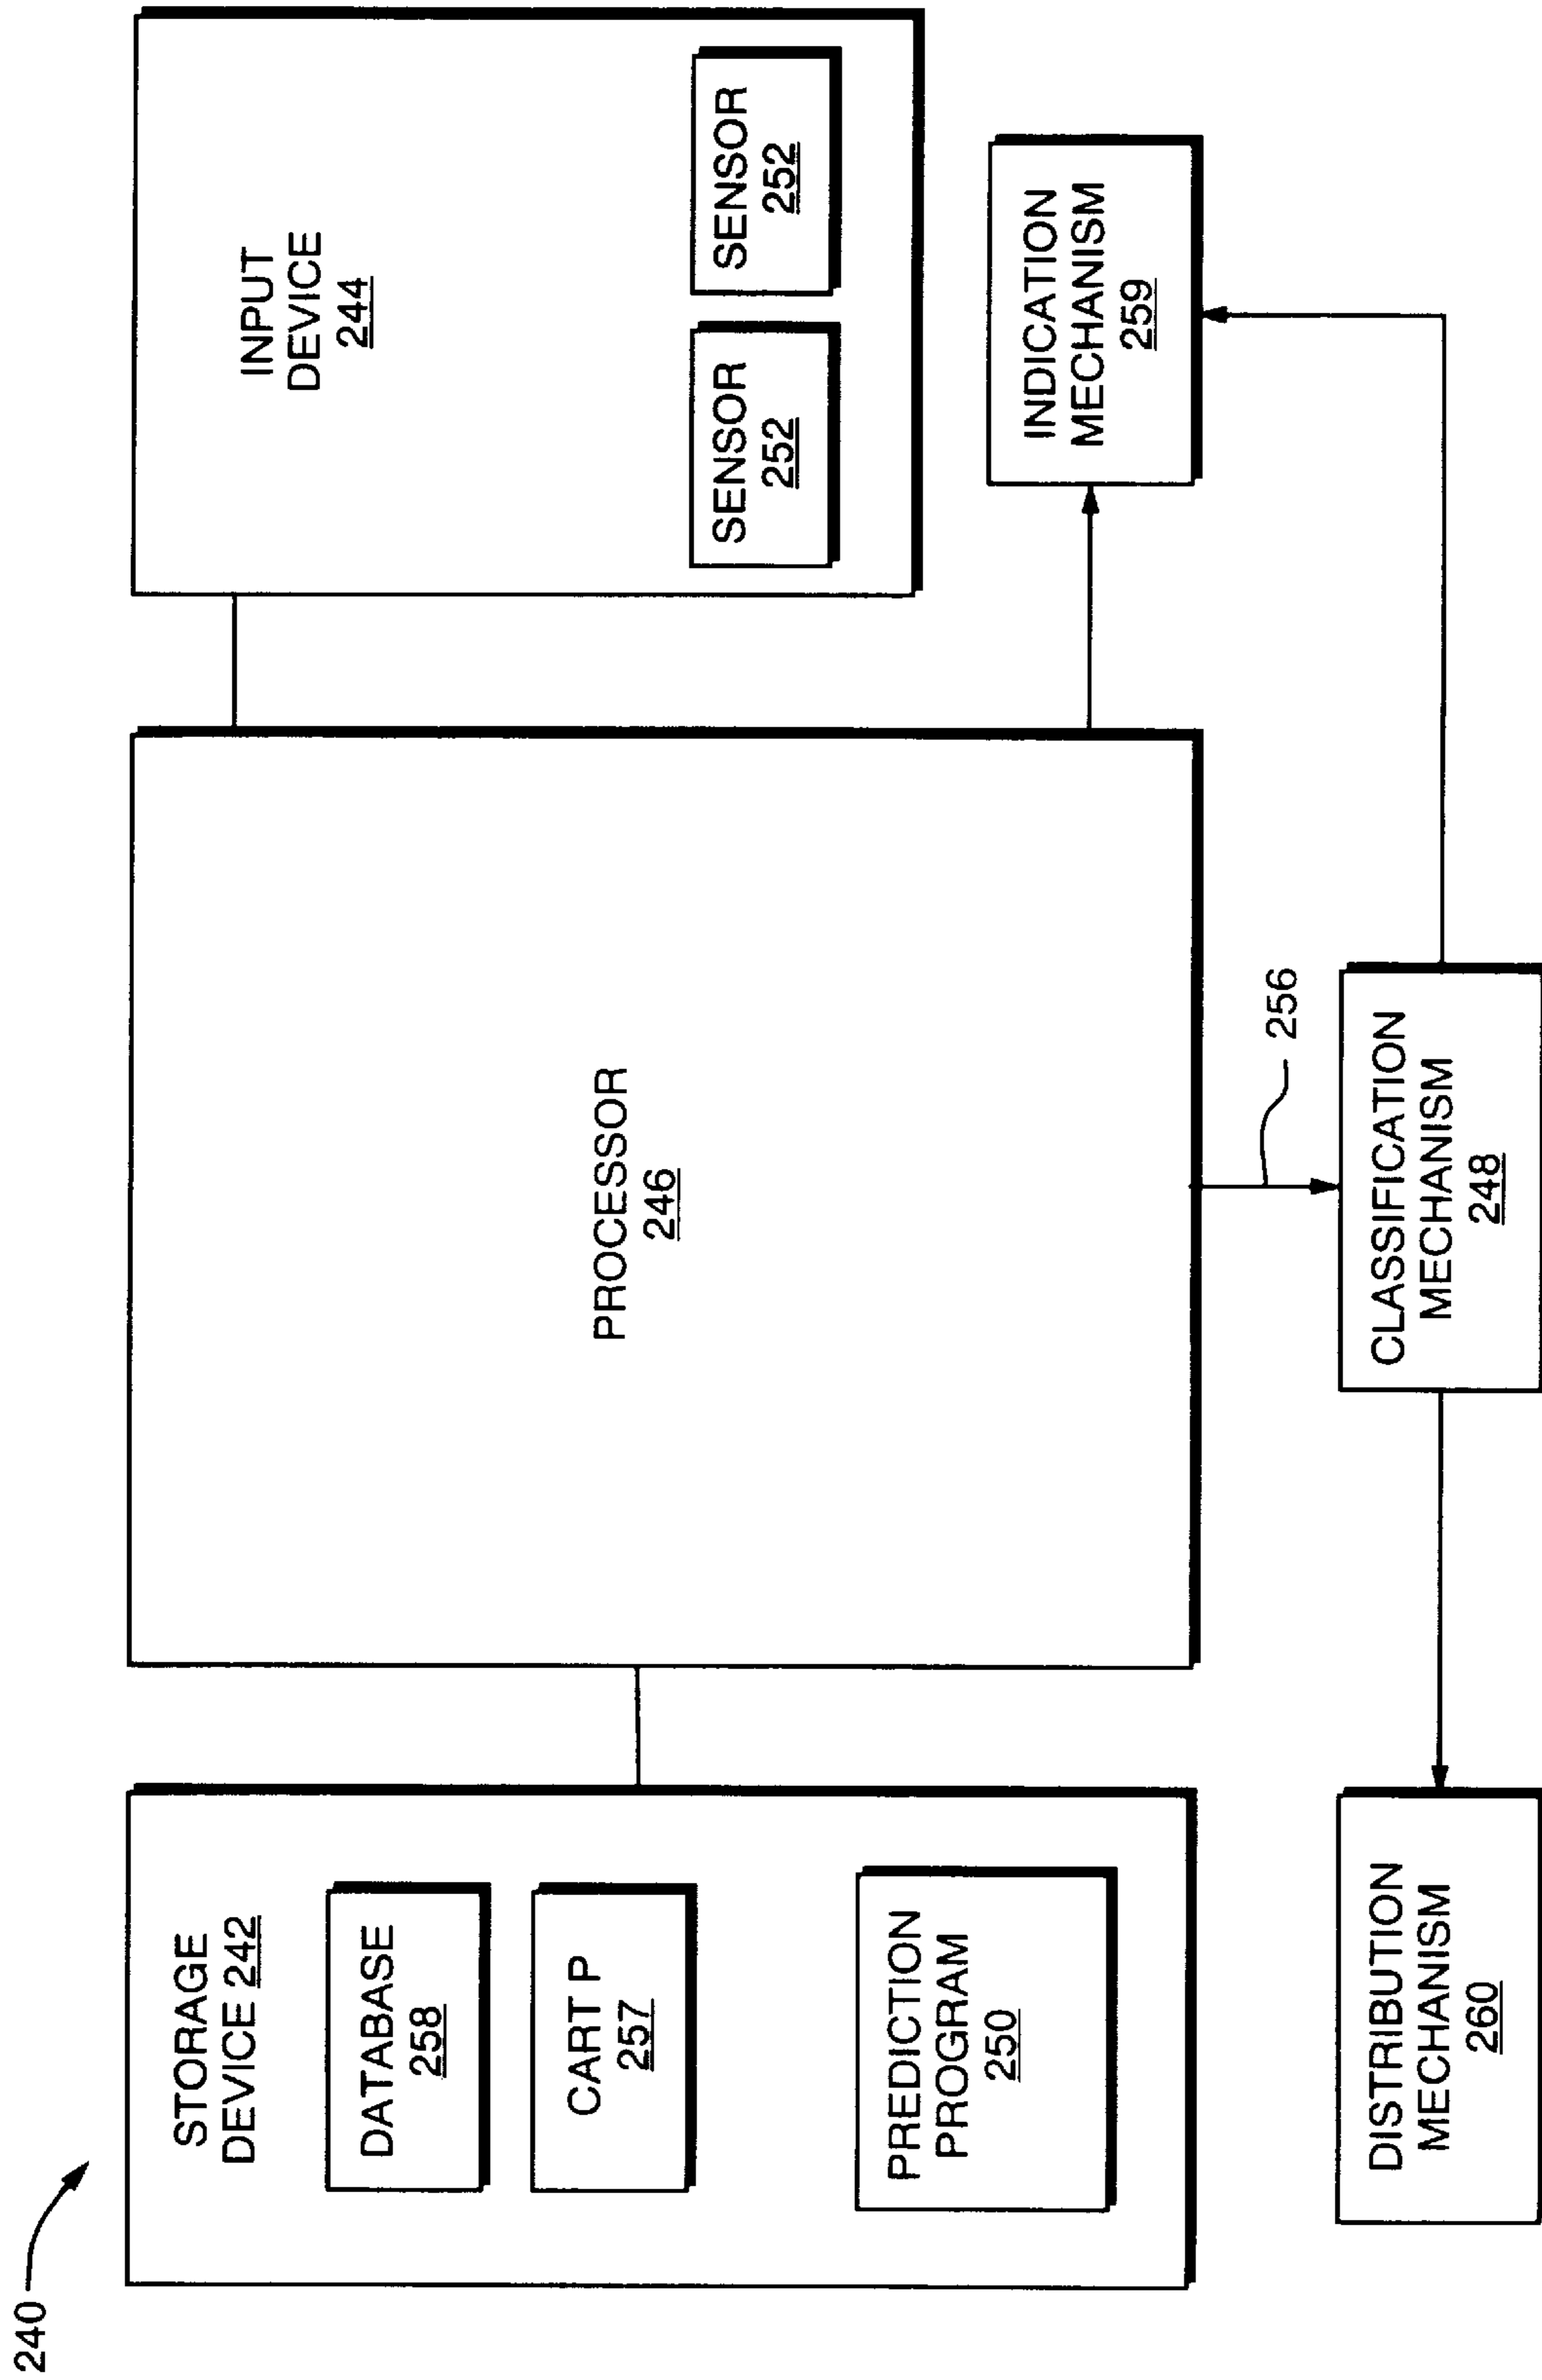 240
STORAGE
DEVICE 242
DATABASE
258
CART P
257
PREDICTION
PROGRAM
250
PROCESSOR
246
INPUT
DEVICE
244
SENSOR
252
SENSOR
252
INDICATION
MECHANISM
259
256
CLASSIFICATION
MECHANISM
248
DISTRIBUTION
MECHANISM
260